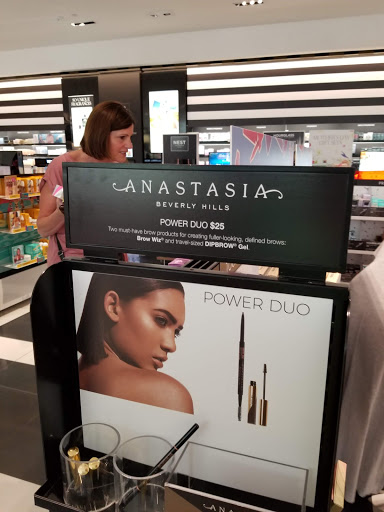 ANASTASIA
BEVERLY HILLS
POWER DUO $25
Two must-have brow products for creating fuller-looking, defined brows:
Brow Wiz® and travel-sized DIPBROW® Gel.
POWER DUO